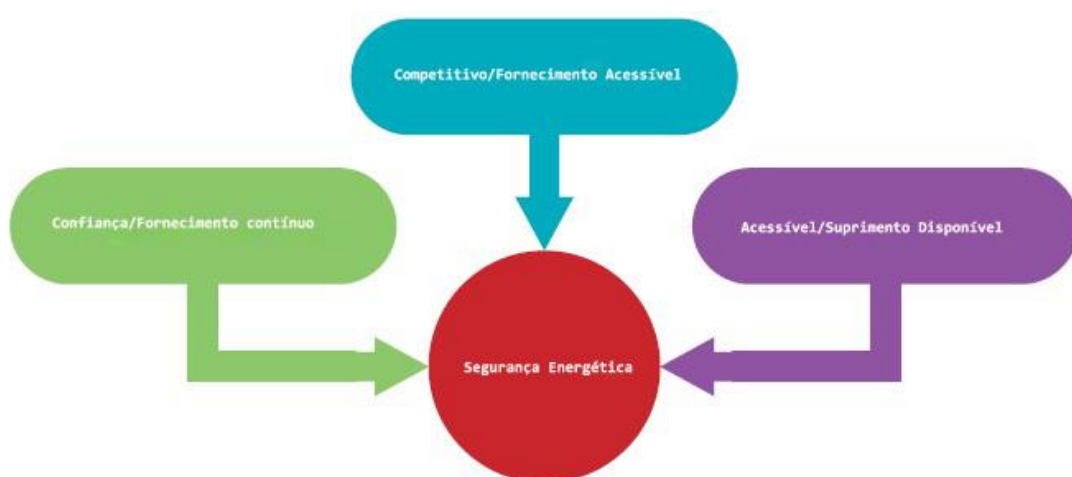 Competitivo/Fornecimento Acessível
Confiança/Fornecimento contínuo
Acessível/Suprimento Disponível
Segurança Energética